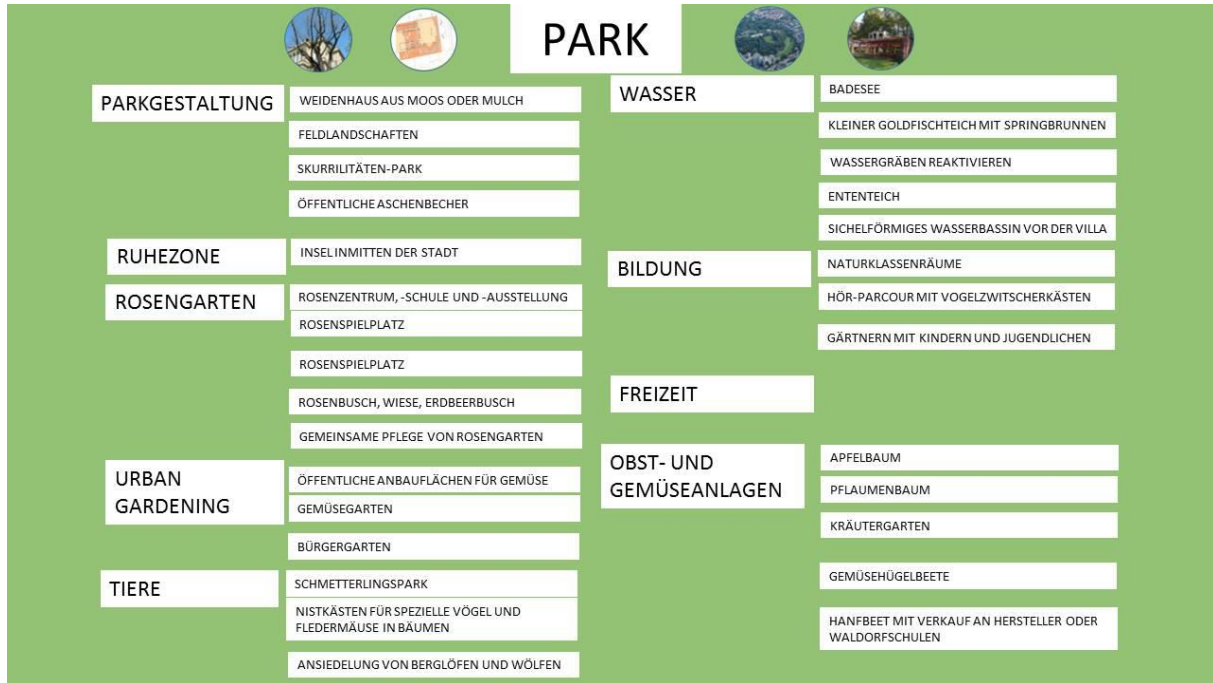 PARK
PARKGESTALTUNG
WEIDENHAUS AUS MOOS ODER MULCH
FELDLANDSCHAFTEN
SKURRILITÄTEN-PARK
ÖFFENTLICHE ASCHENBECHER
RUHEZONE
INSEL INMITTEN DER STADT
ROSENGARTEN
ROSENZENTRUM, -SCHULE UND -AUSSTELLUNG
ROSENSPIELPLATZ
ROSENSPIELPLATZ
ROSENBUSCH, WIESE, ERDBEERBUSCH
GEMEINSAME PFLEGE VON ROSENGARTEN
URBAN
GARDENING
ÖFFENTLICHE ANBAUFLÄCHEN FÜR GEMÜSE
GEMÜSEGARTEN
BÜRGERGARTEN
TIERE
SCHMETTERLINGSPARK
NISTKÄSTEN FÜR SPEZIELLE VÖGEL UND
FLEDERMÄUSE IN BÄUMEN
ANSIEDELUNG VON BERGLÖFEN UND WÖLFEN
WASSER
BADESEE
KLEINER GOLDFISCHTEICH MIT SPRINGBRUNNEN
WASSERGRÄBEN REAKTIVIEREN
ENTENTEICH
SICHELFÖRMIGES WASSERBASSIN VOR DER VILLA
BILDUNG
NATURKLASSENRÄUME
HÖR-PARCOUR MIT VOGELZWITSCHERKÄSTEN
GÄRTNERN MIT KINDERN UND JUGENDLICHEN
FREIZEIT
OBST- UND
GEMÜSEANLAGEN
APFELBAUM
PFLAUMENBAUM
KRÄUTERGARTEN
GEMÜSEHÜGELBEETE
HANFBEET MIT VERKAUF AN HERSTELLER ODER
WALDORFSCHULEN